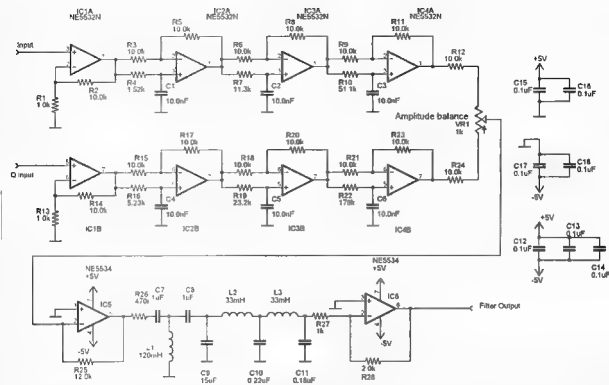 IC1A
NE5532N
IC2A
NE5532N
IC3A
NE5532N
IC4A
NE5532N
Input
R1
1.0k
R2
10.0k
R3
10.0k
R4
1.52k
R5
10.0k
C1
10.0nF
R6
10.0k
R7
11.3k
R8
10.0k
C2
10.0nF
R9
10.0k
R10
51.1k
R11
10.0k
C3
10.0nF
R12
10.0k
Amplitude balance
VR1
1k
Q Input
R13
1.0k
R14
10.0k
IC1B
R15
10.0k
R16
5.23k
R17
10.0k
C4
10.0nF
IC2B
R18
10.0k
R19
23.2k
R20
10.0k
C5
10.0nF
IC3B
R21
10.0k
R22
178k
R23
10.0k
C6
10.0nF
IC4B
R24
10.0k
+5V
C15
0.1uF
C16
0.1uF
C17
0.1uF
C18
0.1uF
-5V
+5V
C12
0.1uF
C13
0.1uF
C14
0.1uF
-5V
NE5534
+5V
IC5
-5V
R25
12.0k
R26
470r
C7
1uF
C8
1uF
L1
120mH
C9
15uF
L2
33mH
C10
0.22uF
L3
33mH
C11
0.18uF
R27
1k
NE5534
+5V
IC6
-5V
2.0k
R28
Filter Output